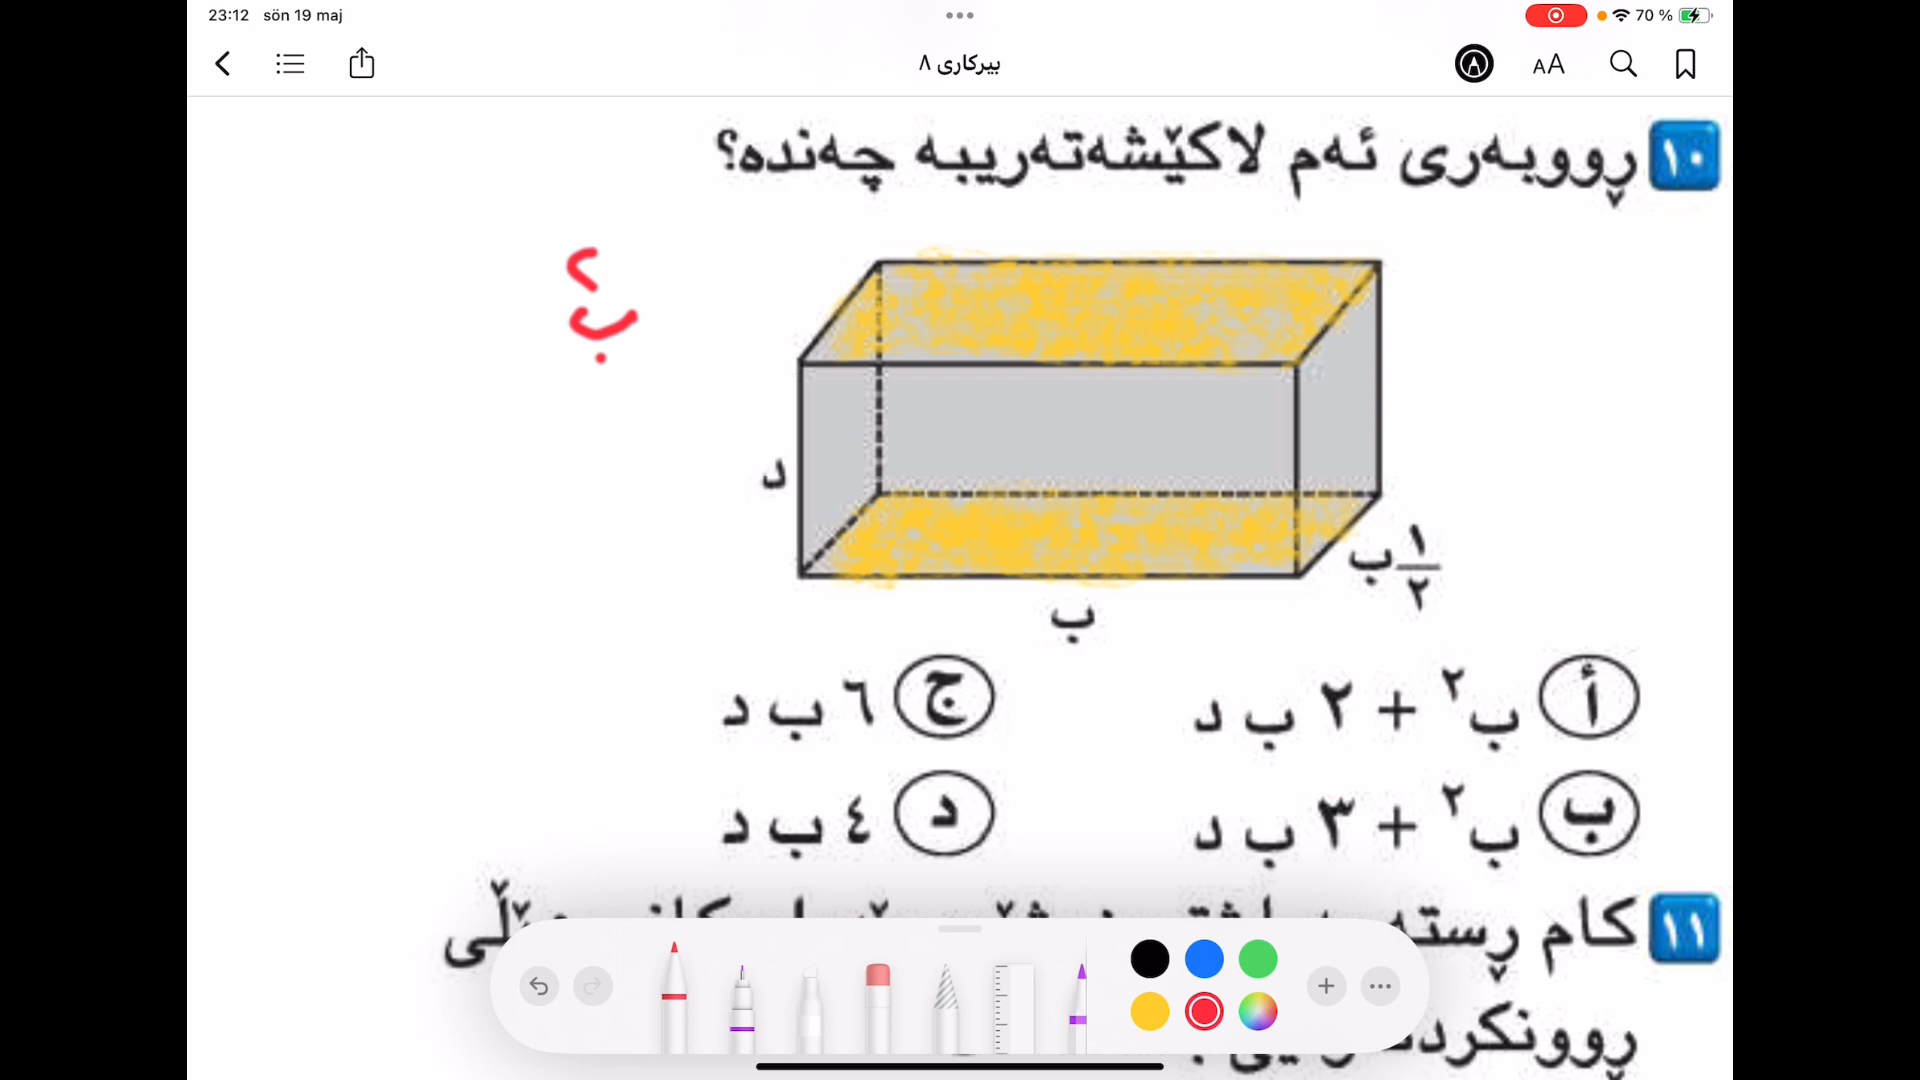 23:12 sön 19 maj
70 %
بیرکاری ٨
AA
١٠ ڕووبەری ئەم لاکێشەتەریبە چەندە؟
٢
ب
د
١/٢ ب
ب
أ ب٢ + ٢ ب د
ج ٦ ب د
ب ب٢ + ٣ ب د
د ٤ ب د
١١ کام ڕستە